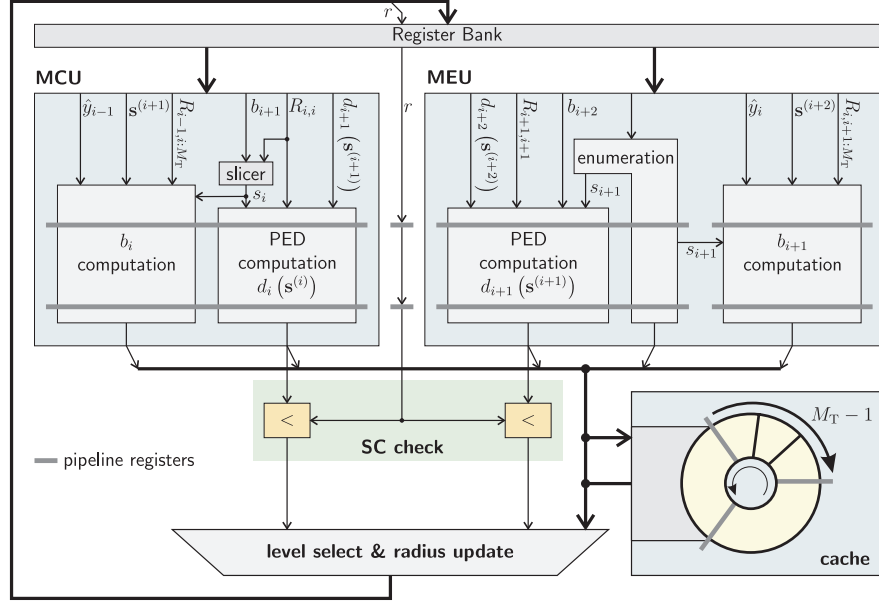 r
Register Bank
MCU
MEU
ŷ_{i−1}
s^{(i+1)}
R_{i−1,i:M_T}
b_{i+1}
R_{i,i}
d_{i+1} (s^{(i+1)})
r
d_{i+2} (s^{(i+2)})
R_{i+1,i+1}
b_{i+2}
ŷ_i
s^{(i+2)}
R_{i,i+1:M_T}
slicer
enumeration
s_i
s_{i+1}
b_i
computation
PED
computation
d_i (s^{(i)})
PED
computation
d_{i+1} (s^{(i+1)})
s_{i+1}
b_{i+1}
computation
<
<
SC check
M_T − 1
pipeline registers
level select & radius update
cache